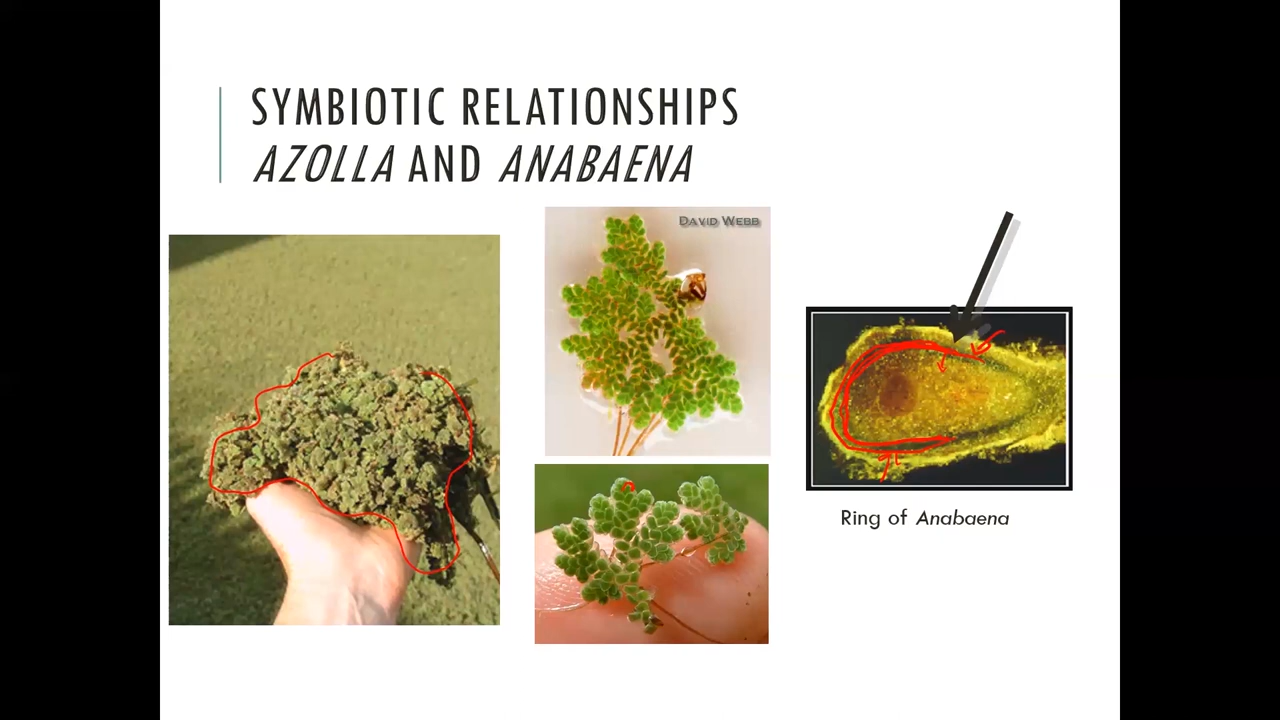 SYMBIOTIC RELATIONSHIPS
AZOLLA AND ANABAENA
DAVID WEBB
Ring of Anabaena